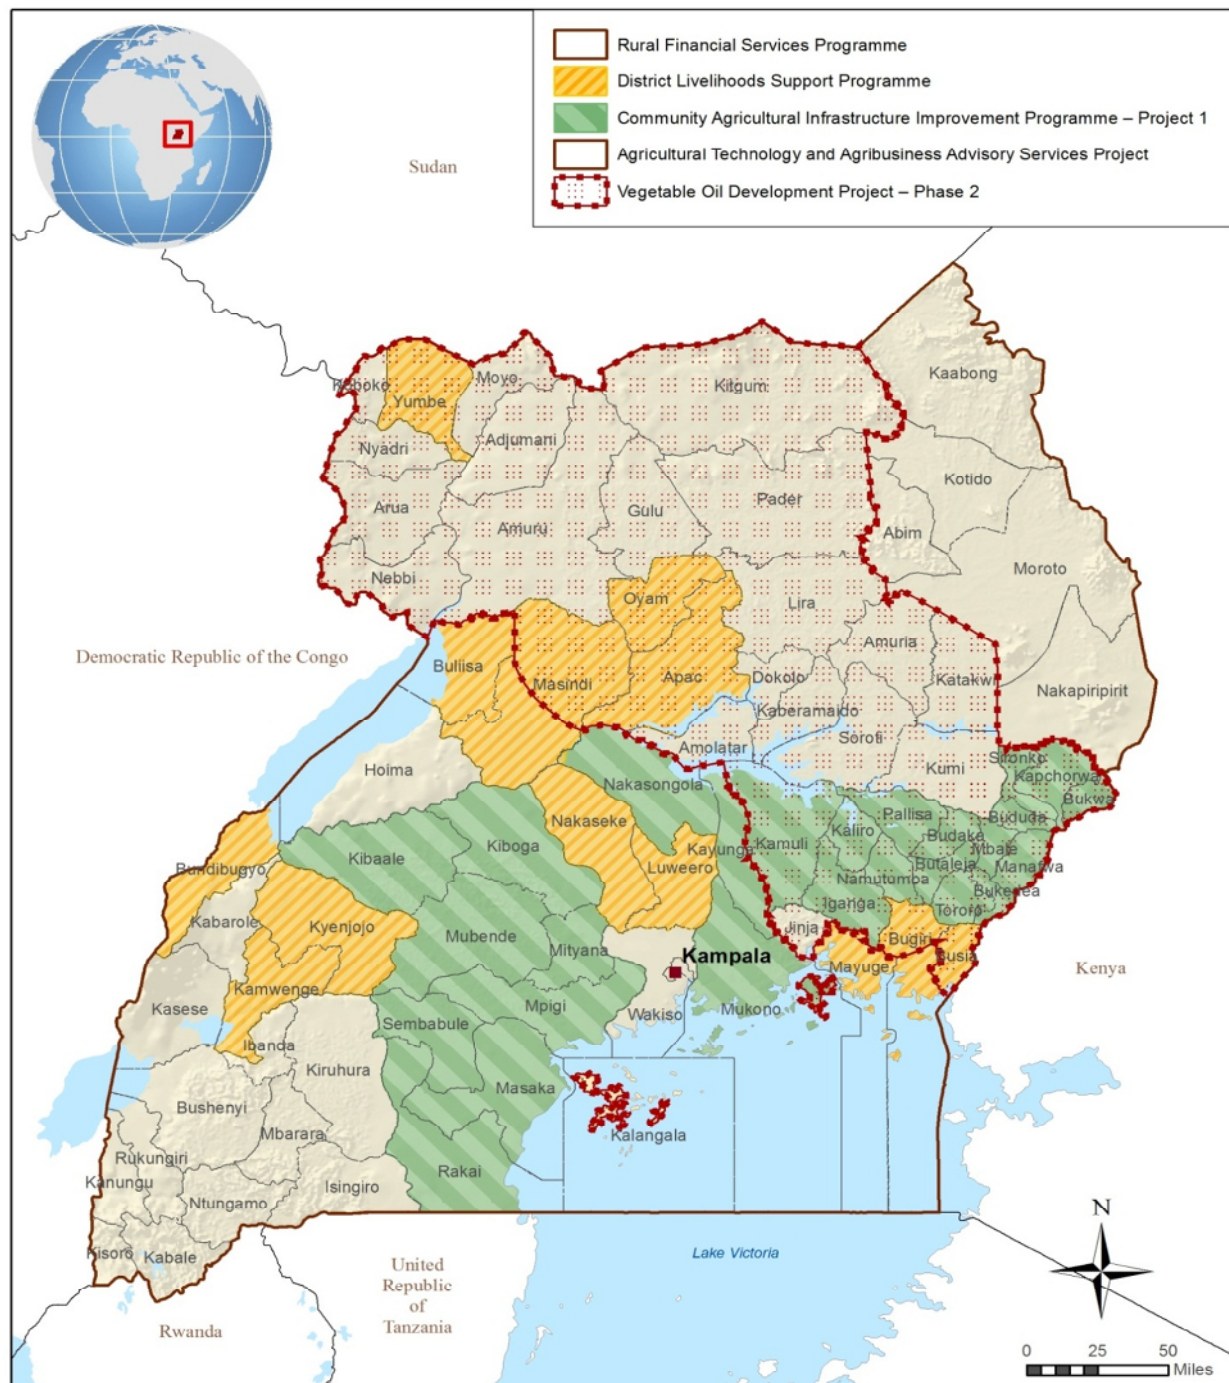 Rural Financial Services Programme
District Livelihoods Support Programme
Community Agricultural Infrastructure Improvement Programme – Project 1
Agricultural Technology and Agribusiness Advisory Services Project
Vegetable Oil Development Project – Phase 2
Sudan
Kaabong
Koboko
Moyo
Kitgum
Yumbe
Adjumani
Nyadri
Kotido
Pader
Arua
Gulu
Amuru
Abim
Moroto
Nebbi
Oyam
Lira
Amuria
Democratic Republic of the Congo
Buliisa
Masindi
Apac
Dokolo
Katakwi
Nakapiripirit
Kaberamaido
Soroti
Amolatar
Sironko
Hoima
Kumi
Kapchorwa
Nakasongola
Bukwa
Pallisa
Bududa
Nakaseke
Kaliro
Budaka
Kiboga
Kamuli
Kayunga
Mbale
Kibaale
Butaleja
Manafwa
Bundibugyo
Luweero
Namutumba
Bukedea
Iganga
Tororo
Kabarole
Kyenjojo
Jinja
Mubende
Bugiri
Mityana
Kampala
Busia
Mayuge
Kenya
Kamwenge
Kasese
Mpigi
Mukono
Wakiso
Sembabule
Ibanda
Kiruhura
Masaka
Bushenyi
Mbarara
Kalangala
Rukungiri
Rakai
Kanungu
Isingiro
Ntungamo
N
Kisoro
Kabale
Lake Victoria
United
Republic
of
Tanzania
Rwanda
0 25 50
Miles